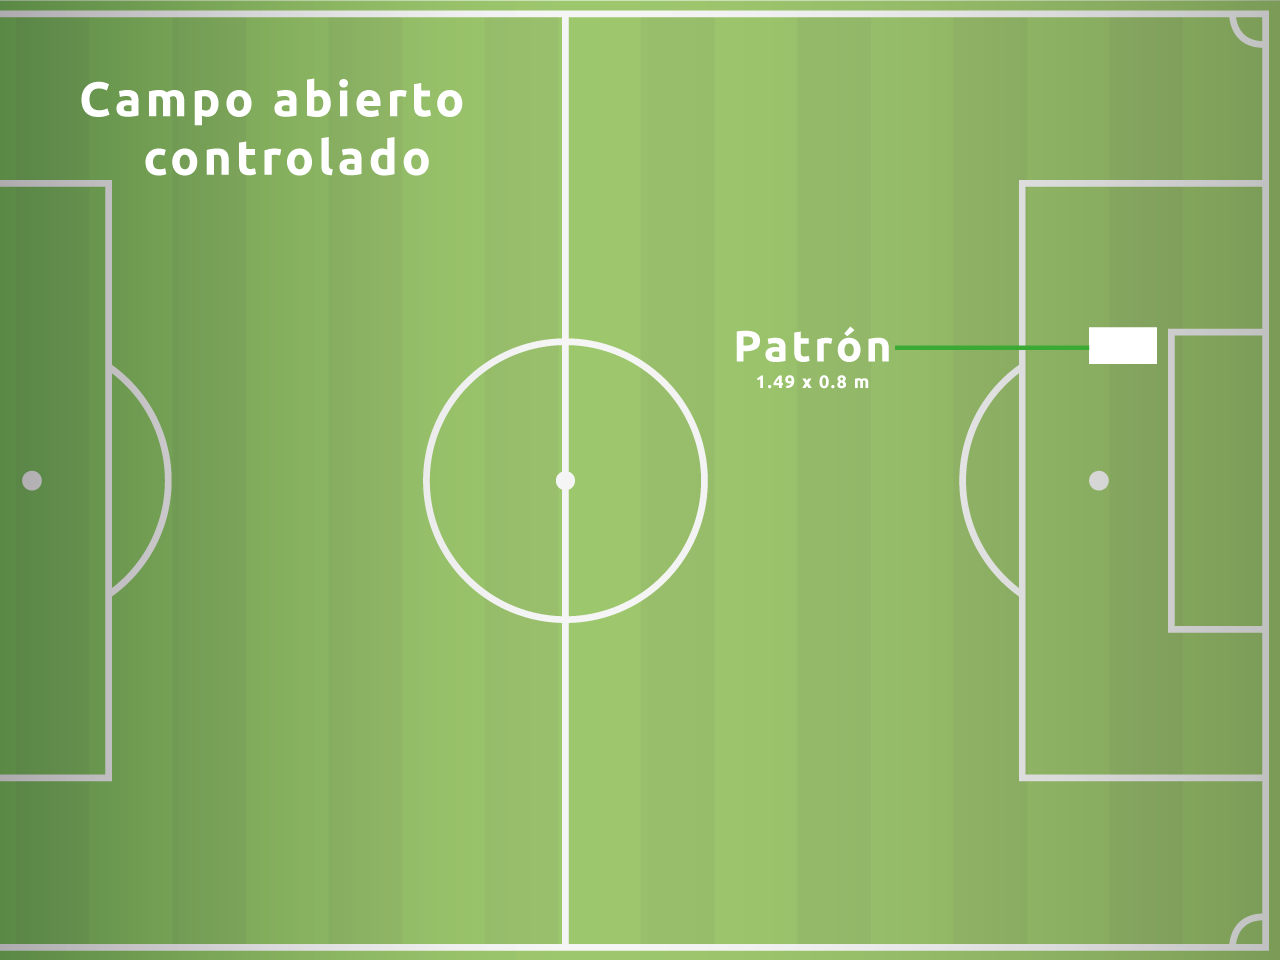 Campo abierto
controlado
Patrón
1.49 x 0.8 m